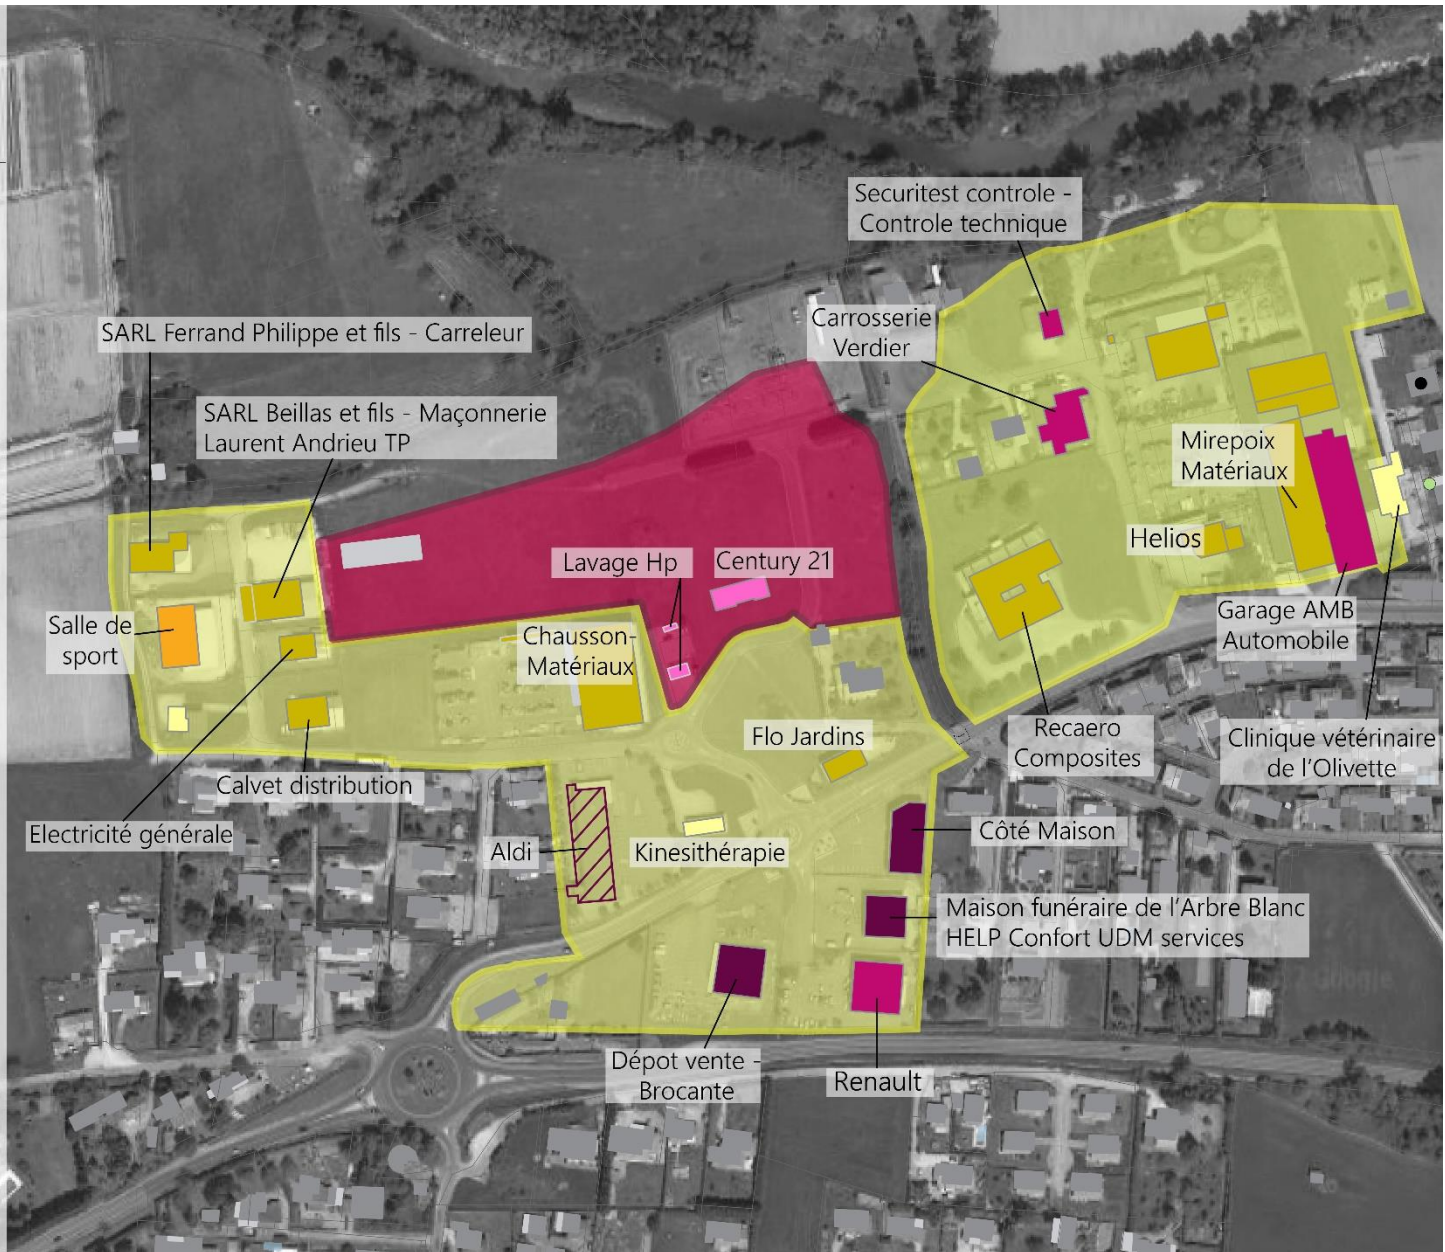 Securitest controle -
Controle technique
Carrosserie
Verdier
SARL Ferrand Philippe et fils - Carreleur
SARL Beillas et fils - Maçonnerie
Laurent Andrieu TP
Mirepoix
Matériaux
Helios
Lavage Hp
Century 21
Garage AMB
Automobile
Salle de
sport
Chausson-
Matériaux
Recaero
Composites
Clinique vétérinaire
de l'Olivette
Flo Jardins
Calvet distribution
Electricité générale
Aldi
Kinesithérapie
Côté Maison
Maison funéraire de l'Arbre Blanc
HELP Confort UDM services
Google
Dépot vente -
Brocante
Renault